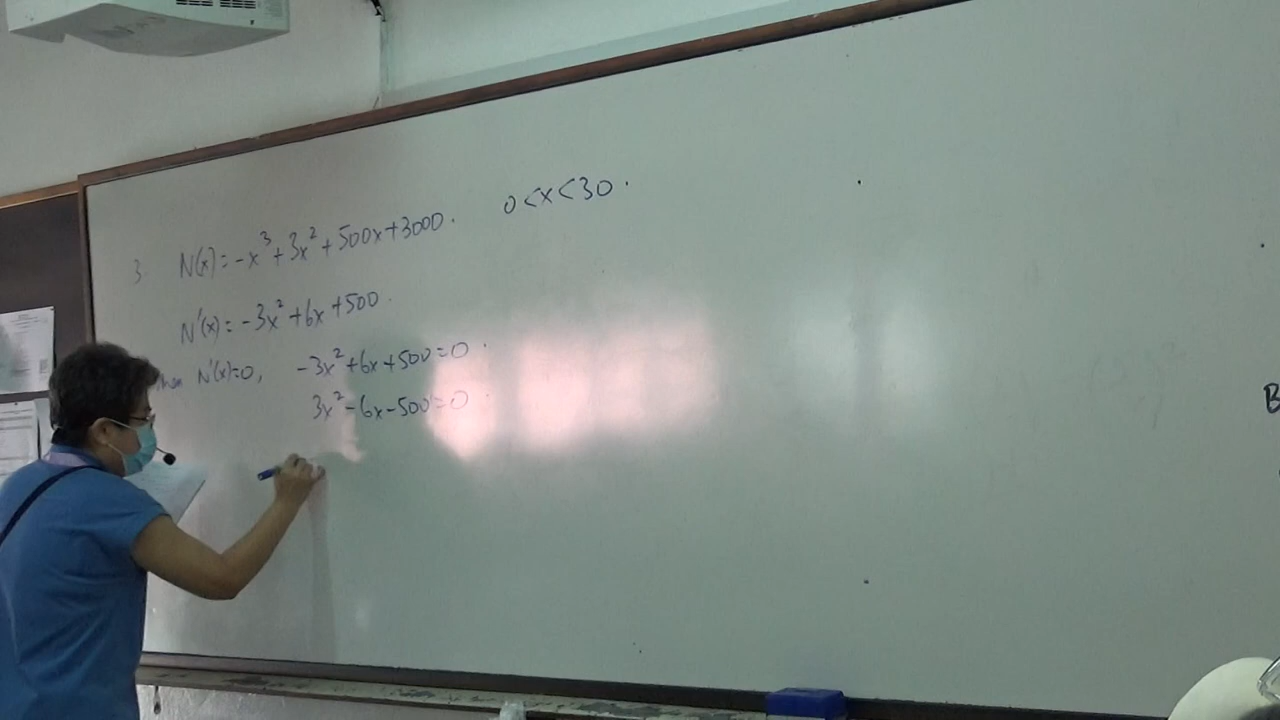 3. N(x) = -x³ + 3x² + 500x + 3000. 0 < x < 30.
N'(x) = -3x² + 6x + 500.
N'(x) = 0, -3x² + 6x + 500 = 0.
3x² - 6x - 500 = 0
B